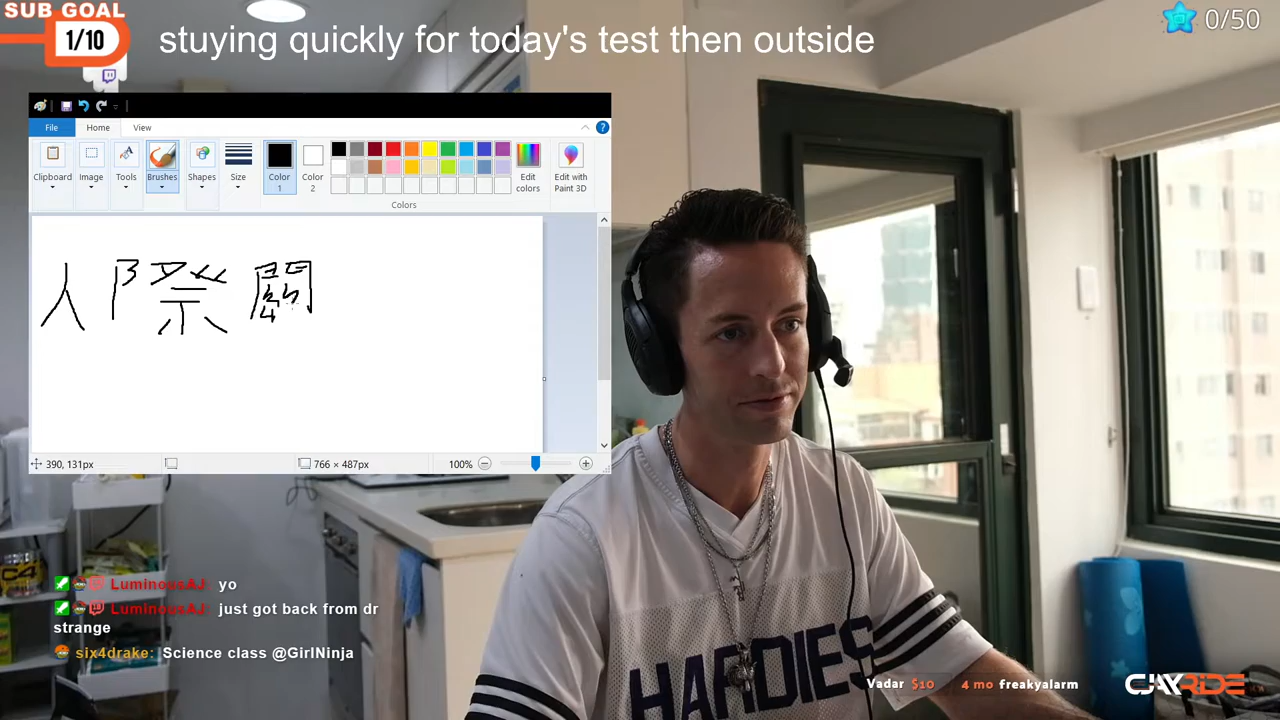 SUB GOAL
1/10
stuying quickly for today's test then outside
0/50
File
Home
View
Clipboard
Image
Tools
Brushes
Shapes
Size
Color 1
Color 2
Edit colors
Edit with Paint 3D
Colors
人際關
390, 131px
766 × 487px
100%
LuminousAJ: yo
LuminousAJ: just got back from dr
strange
six4drake: Science class @GirlNinja
C4
HARDIES
Vadar $10
4 mo freakyalarm
CJAYRIDE